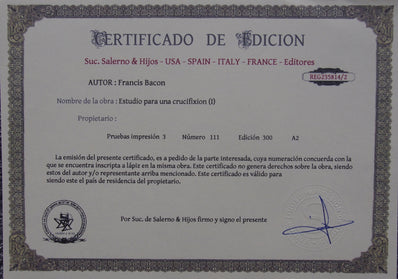 CERTIFICADO DE EDICION
Suc. Salerno & Hijos - USA - SPAIN - ITALY - FRANCE - Editores
REG215814/2
AUTOR : Francis Bacon
Nombre de la obra : Estudio para una crucifixion (I)
Propietario :
Pruebas impresión 3 Número 111 Edición 300 A2
La emisión del presente certificado, es a pedido de la parte interesada, cuya numeración concuerda con la
que se encuentra inscripta a lápiz en la misma obra. Este certificado no genera derechos sobre la obra, siendo
estos del autor y/o representante arriba mencionado. Este certificado es válido para
siendo este el país de residencia del propietario.
Por Suc. de Salerno & Hijos firmo y signo el presente